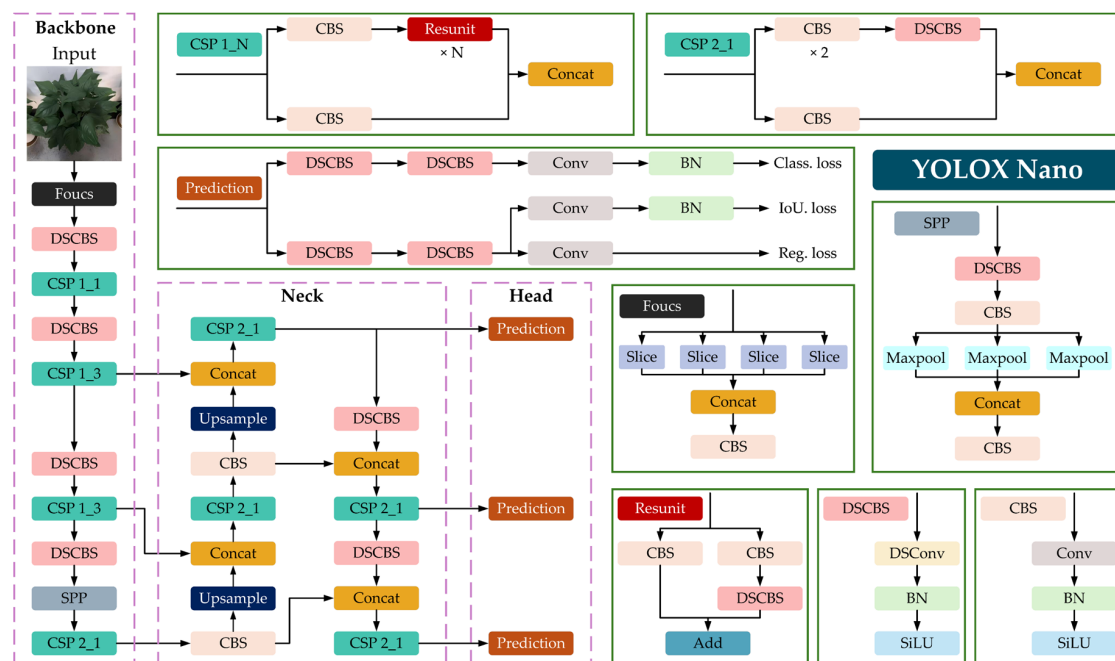 Backbone
Input
Foucs
DSCBS
CSP 1_1
DSCBS
CSP 1_3
DSCBS
CSP 1_3
DSCBS
SPP
CSP 2_1
CSP 1_N
CBS
Resunit
× N
CBS
Concat
CSP 2_1
CBS
× 2
DSCBS
CBS
Concat
Prediction
DSCBS
DSCBS
Conv
BN
Class. loss
Conv
BN
IoU. loss
DSCBS
DSCBS
Conv
Reg. loss
YOLOX Nano
Neck
CSP 2_1
Concat
Upsample
CBS
CSP 2_1
Concat
Upsample
CBS
DSCBS
Concat
CSP 2_1
DSCBS
Concat
CSP 2_1
Head
Prediction
Prediction
Prediction
Foucs
Slice
Slice
Slice
Slice
Concat
CBS
SPP
DSCBS
CBS
Maxpool
Maxpool
Maxpool
Concat
CBS
Resunit
CBS
CBS
DSCBS
Add
DSCBS
DSConv
BN
SiLU
CBS
Conv
BN
SiLU